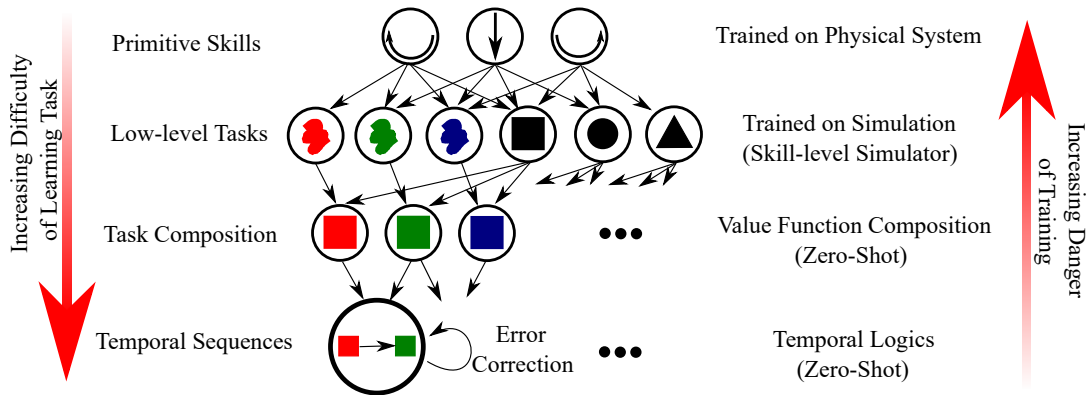 Increasing Difficulty
of Learning Task
Primitive Skills
Trained on Physical System
Low-level Tasks
Trained on Simulation
(Skill-level Simulator)
Task Composition
Value Function Composition
(Zero-Shot)
Temporal Sequences
Error
Correction
Temporal Logics
(Zero-Shot)
Increasing Danger
of Training